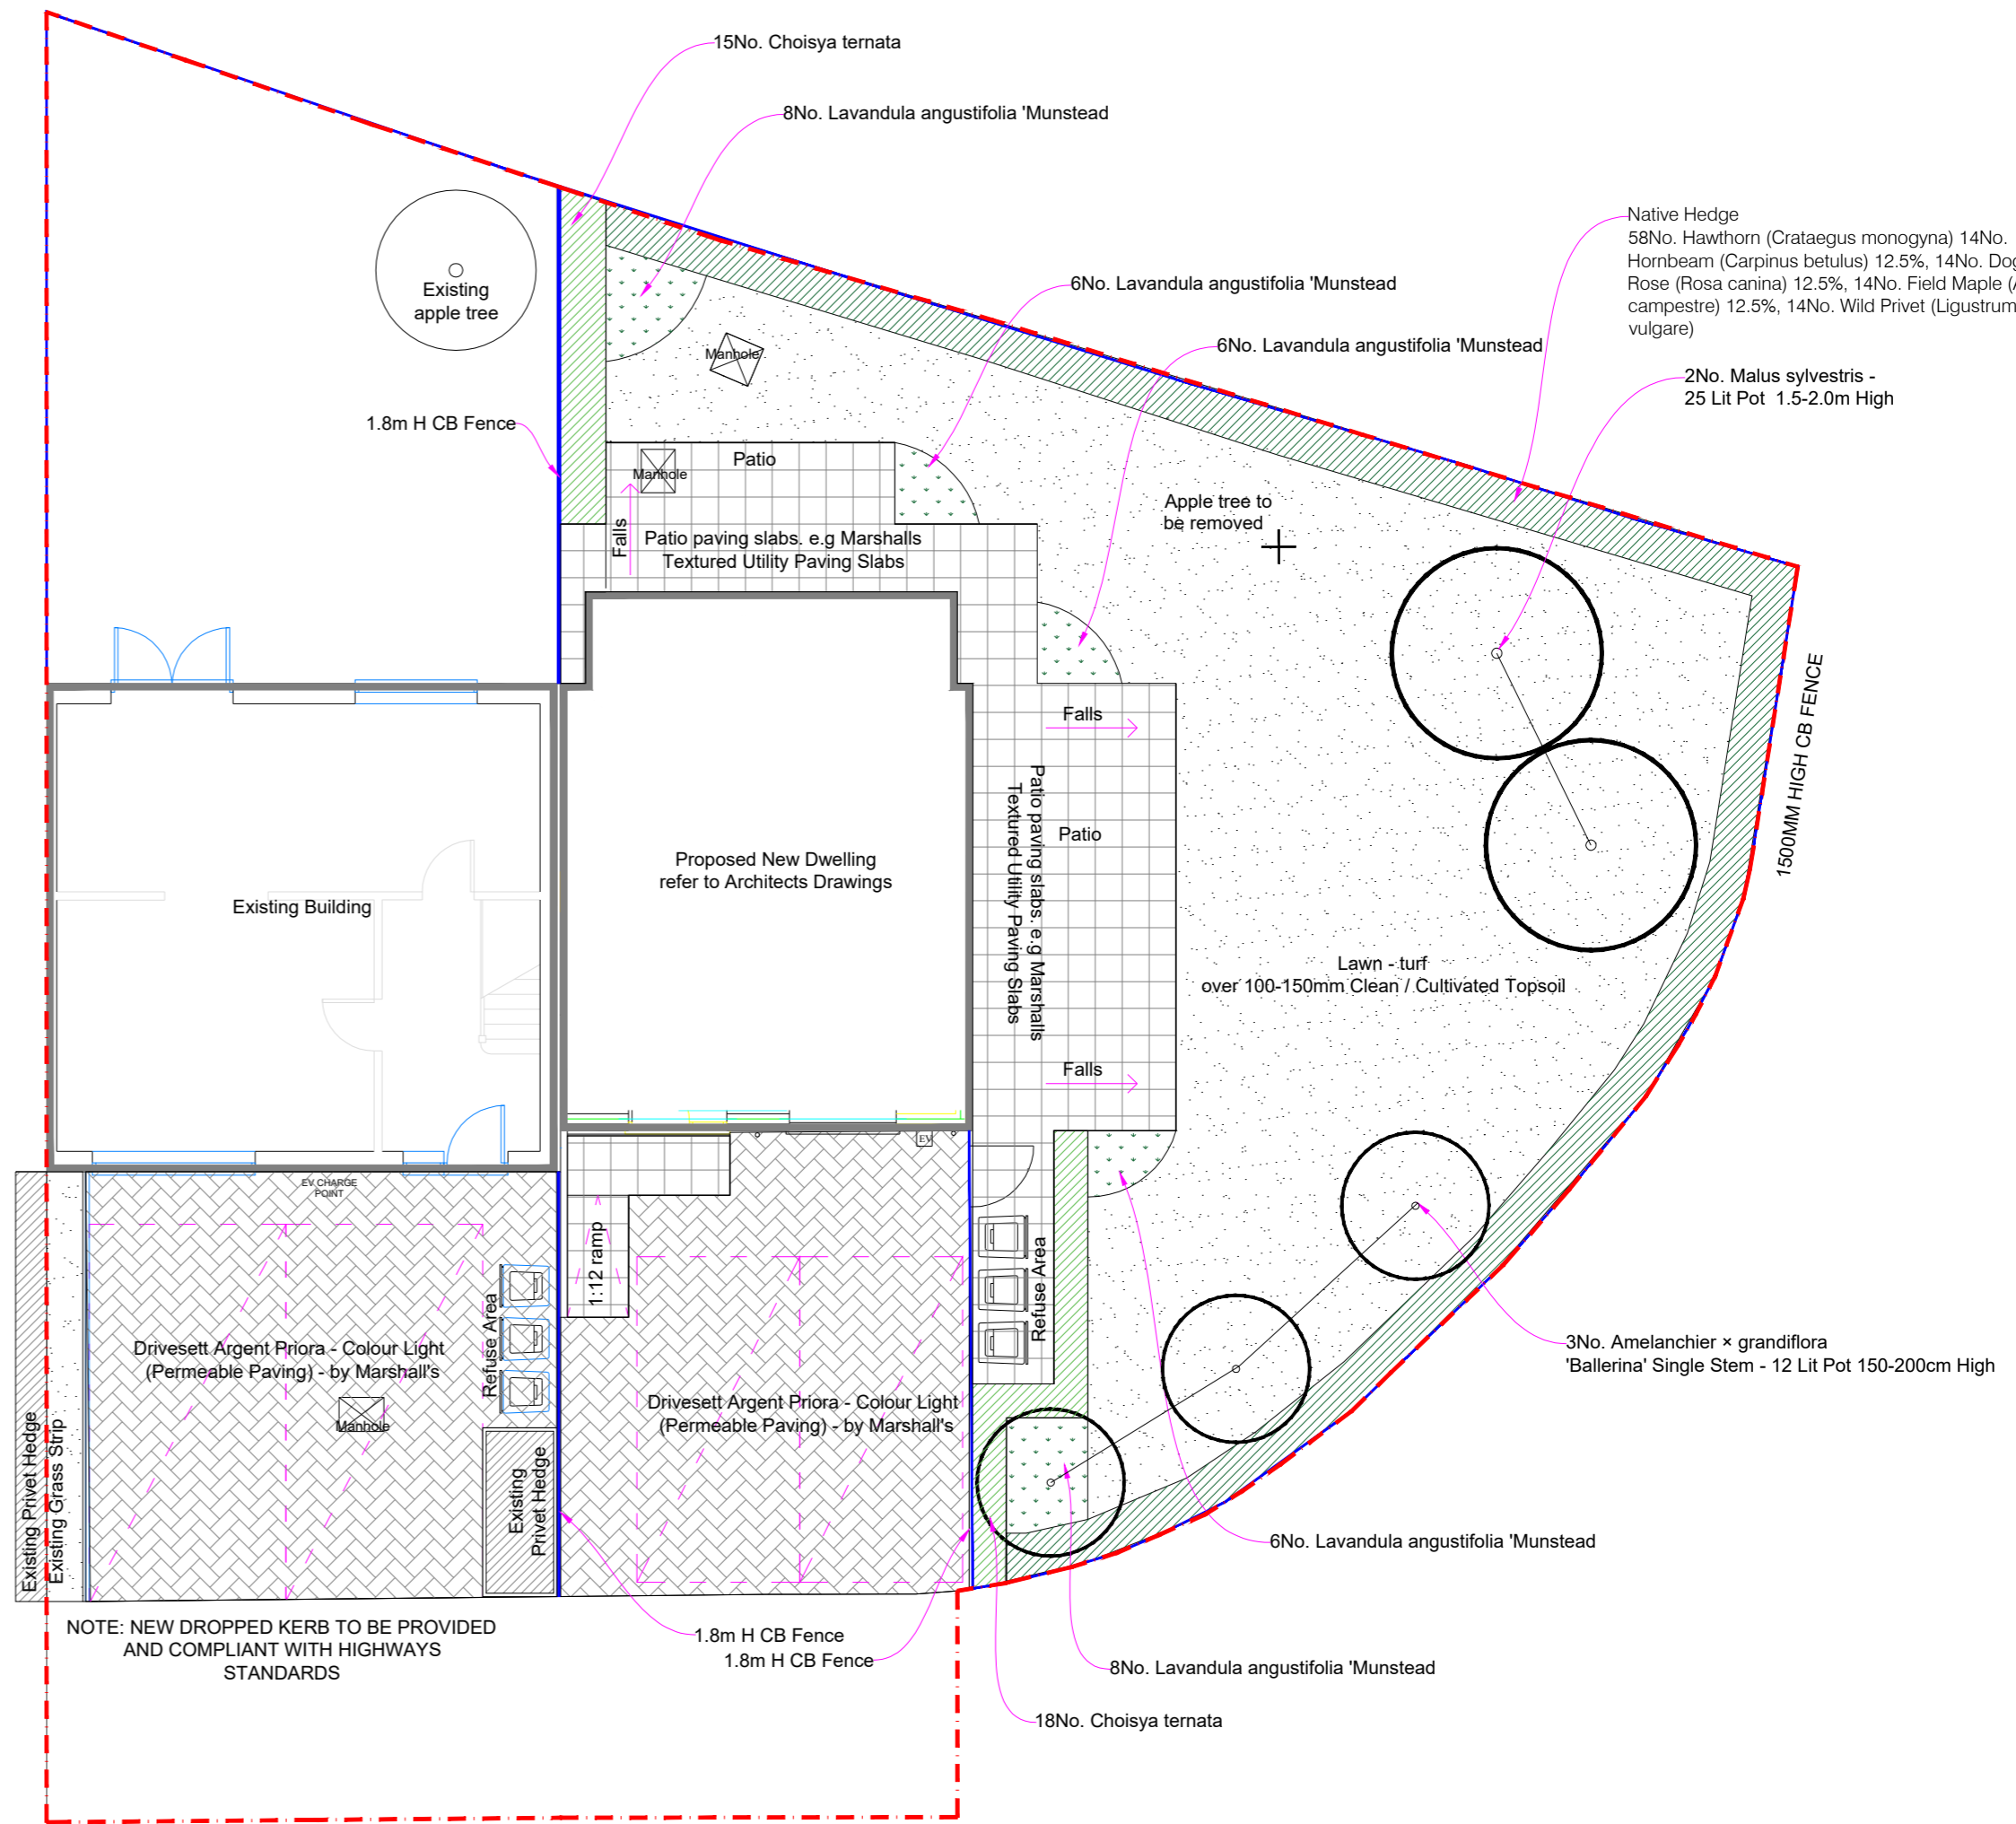 15No. Choisya ternata
8No. Lavandula angustifolia 'Munstead
Native Hedge
58No. Hawthorn (Crataegus monogyna) 14No.
Hornbeam (Carpinus betulus) 12.5%, 14No. Dog
Rose (Rosa canina) 12.5%, 14No. Field Maple (A
campestre) 12.5%, 14No. Wild Privet (Ligustrum
vulgare)
Existing
apple tree
6No. Lavandula angustifolia 'Munstead
6No. Lavandula angustifolia 'Munstead
Manhole
2No. Malus sylvestris -
25 Lit Pot 1.5-2.0m High
1.8m H CB Fence
Patio
Manhole
Apple tree to
be removed
Falls
Patio paving slabs. e.g Marshalls
Textured Utility Paving Slabs
1500MM HIGH CB FENCE
Falls
Patio paving slabs. e.g Marshalls
Textured Utility Paving Slabs
Patio
Proposed New Dwelling
refer to Architects Drawings
Existing Building
Lawn - turf
over 100-150mm Clean / Cultivated Topsoil
Falls
EV
EV CHARGE
POINT
1:12 ramp
Refuse Area
Refuse Area
Drivesett Argent Priora - Colour Light
(Permeable Paving) - by Marshall's
Manhole
3No. Amelanchier × grandiflora
'Ballerina' Single Stem - 12 Lit Pot 150-200cm High
Drivesett Argent Priora - Colour Light
(Permeable Paving) - by Marshall's
Existing Privet Hedge
Existing Grass Strip
Existing
Privet Hedge
6No. Lavandula angustifolia 'Munstead
NOTE: NEW DROPPED KERB TO BE PROVIDED
AND COMPLIANT WITH HIGHWAYS
STANDARDS
1.8m H CB Fence
1.8m H CB Fence
8No. Lavandula angustifolia 'Munstead
18No. Choisya ternata